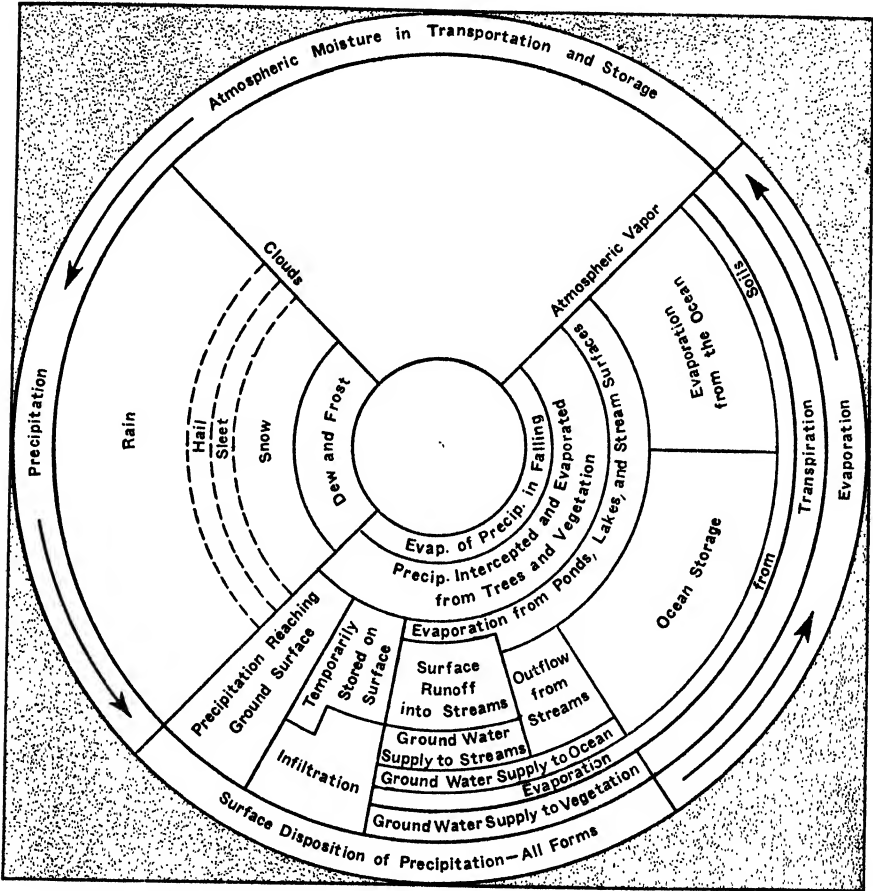 Atmospheric Moisture in Transportation and Storage
Clouds
Atmospheric Vapor
Precipitation
Rain
Hail
Sleet
Snow
Dew and Frost
Evaporation
from the Ocean
Soils
from
Evaporation
Transpiration
Evaporation
Evap. of Precip. in Falling
Precip. Intercepted and Evaporated
from Trees and Vegetation
Surfaces
Evaporation from Ponds, Lakes, and Stream Surfaces
Ocean Storage
Precipitation Reaching
Ground Surface
Temporarily
Stored on
Surface
Surface
Runoff
into Streams
Outflow
from
Streams
Infiltration
Ground Water
Supply to Streams
Ground Water Supply to Ocean
Ground Water Supply to Vegetation
Surface Disposition of Precipitation—All Forms